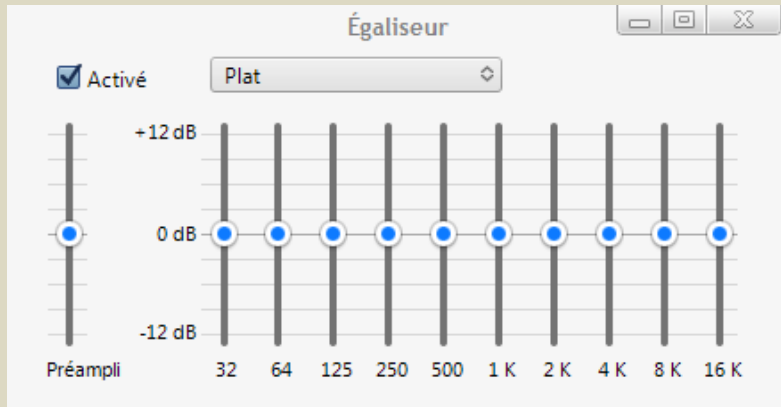 Égaliseur
Activé
Plat
+12 dB
0 dB
-12 dB
Préampli 32 64 125 250 500 1 K 2 K 4 K 8 K 16 K